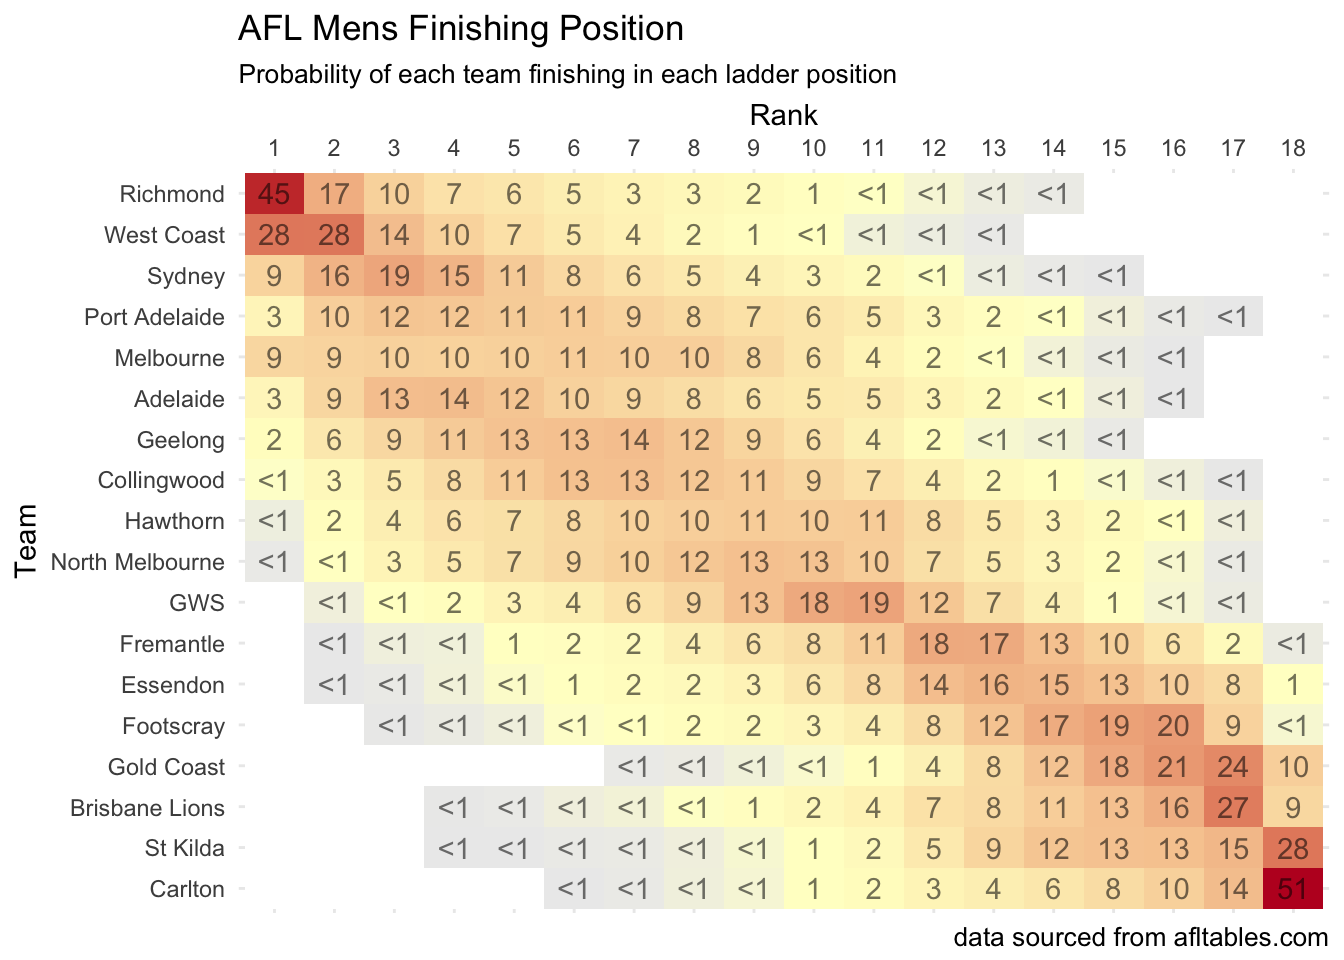 AFL Mens Finishing Position
Probability of each team finishing in each ladder position
Rank
1 2 3 4 5 6 7 8 9 10 11 12 13 14 15 16 17 18
Team
Richmond 45 17 10 7 6 5 3 3 2 1 <1 <1 <1 <1
West Coast 28 28 14 10 7 5 4 2 1 <1 <1 <1 <1
Sydney 9 16 19 15 11 8 6 5 4 3 2 <1 <1 <1 <1
Port Adelaide 3 10 12 12 11 11 9 8 7 6 5 3 2 <1 <1 <1 <1
Melbourne 9 9 10 10 10 11 10 10 8 6 4 2 <1 <1 <1 <1
Adelaide 3 9 13 14 12 10 9 8 6 5 5 3 2 <1 <1 <1
Geelong 2 6 9 11 13 13 14 12 9 6 4 2 <1 <1 <1
Collingwood <1 3 5 8 11 13 13 12 11 9 7 4 2 1 <1 <1 <1
Hawthorn <1 2 4 6 7 8 10 10 11 10 11 8 5 3 2 <1 <1
North Melbourne <1 <1 3 5 7 9 10 12 13 13 10 7 5 3 2 <1 <1
GWS <1 <1 2 3 4 6 9 13 18 19 12 7 4 1 <1 <1
Fremantle <1 <1 <1 1 2 2 4 6 8 11 18 17 13 10 6 2 <1
Essendon <1 <1 <1 <1 1 2 2 3 6 8 14 16 15 13 10 8 1
Footscray <1 <1 <1 <1 <1 2 2 3 4 8 12 17 19 20 9 <1
Gold Coast <1 <1 <1 <1 1 4 8 12 18 21 24 10
Brisbane Lions <1 <1 <1 <1 <1 1 2 4 7 8 11 13 16 27 9
St Kilda <1 <1 <1 <1 <1 <1 1 2 5 9 12 13 13 15 28
Carlton <1 <1 <1 <1 1 2 3 4 6 8 10 14 51
data sourced from afltables.com